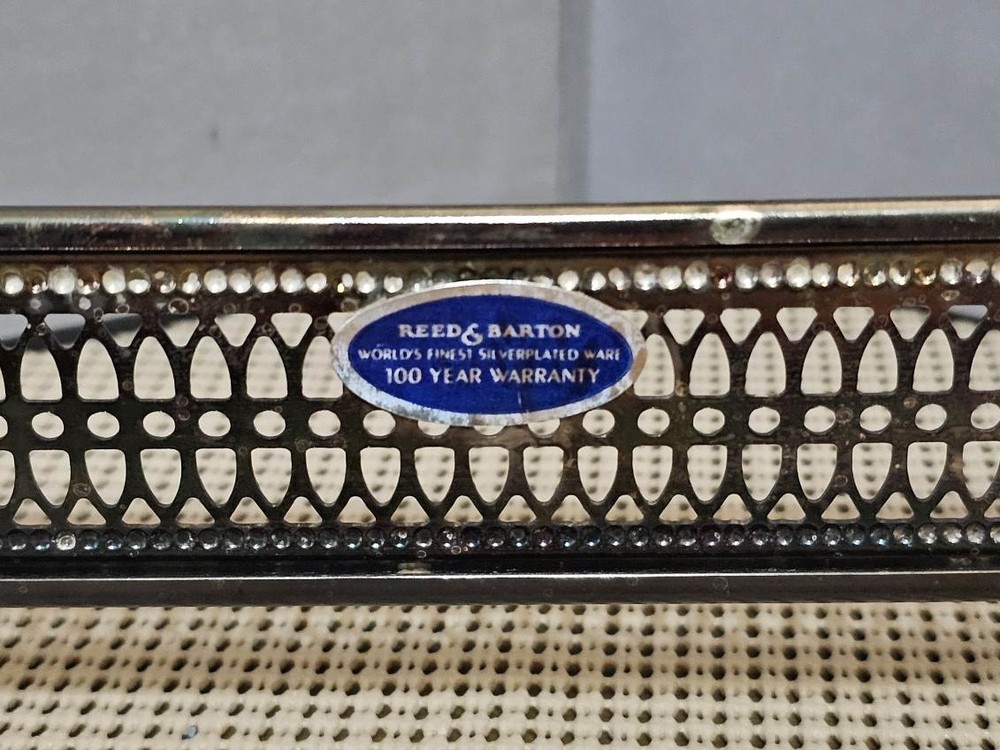 REED & BARTON
WORLD'S FINEST SILVERPLATED WARE
100 YEAR WARRANTY